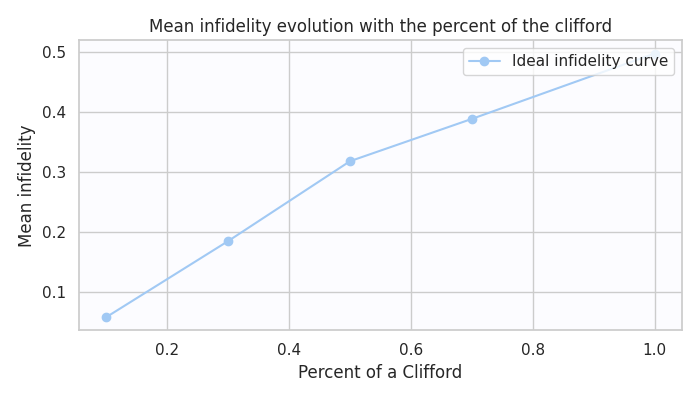 Mean infidelity evolution with the percent of the clifford
Ideal infidelity curve
Mean infidelity
0.5
0.4
0.3
0.2
0.1
0.2 0.4 0.6 0.8 1.0
Percent of a Clifford